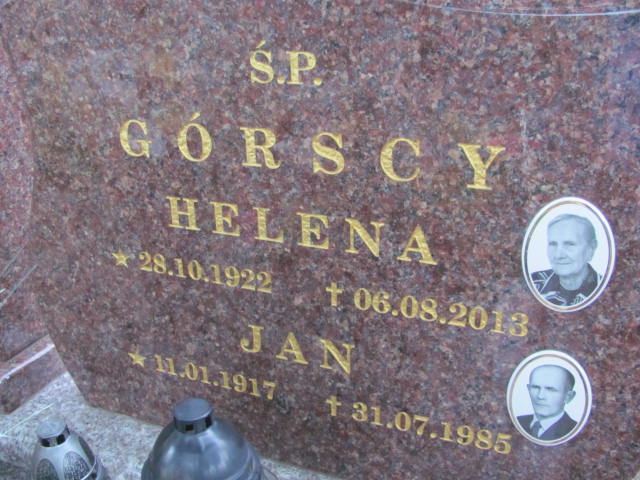 Ś.P.
GÓRSCY
HELENA
★ 28.10.1922 ✝ 06.08.2013
JAN
★ 11.01.1917 ✝ 31.07.1985